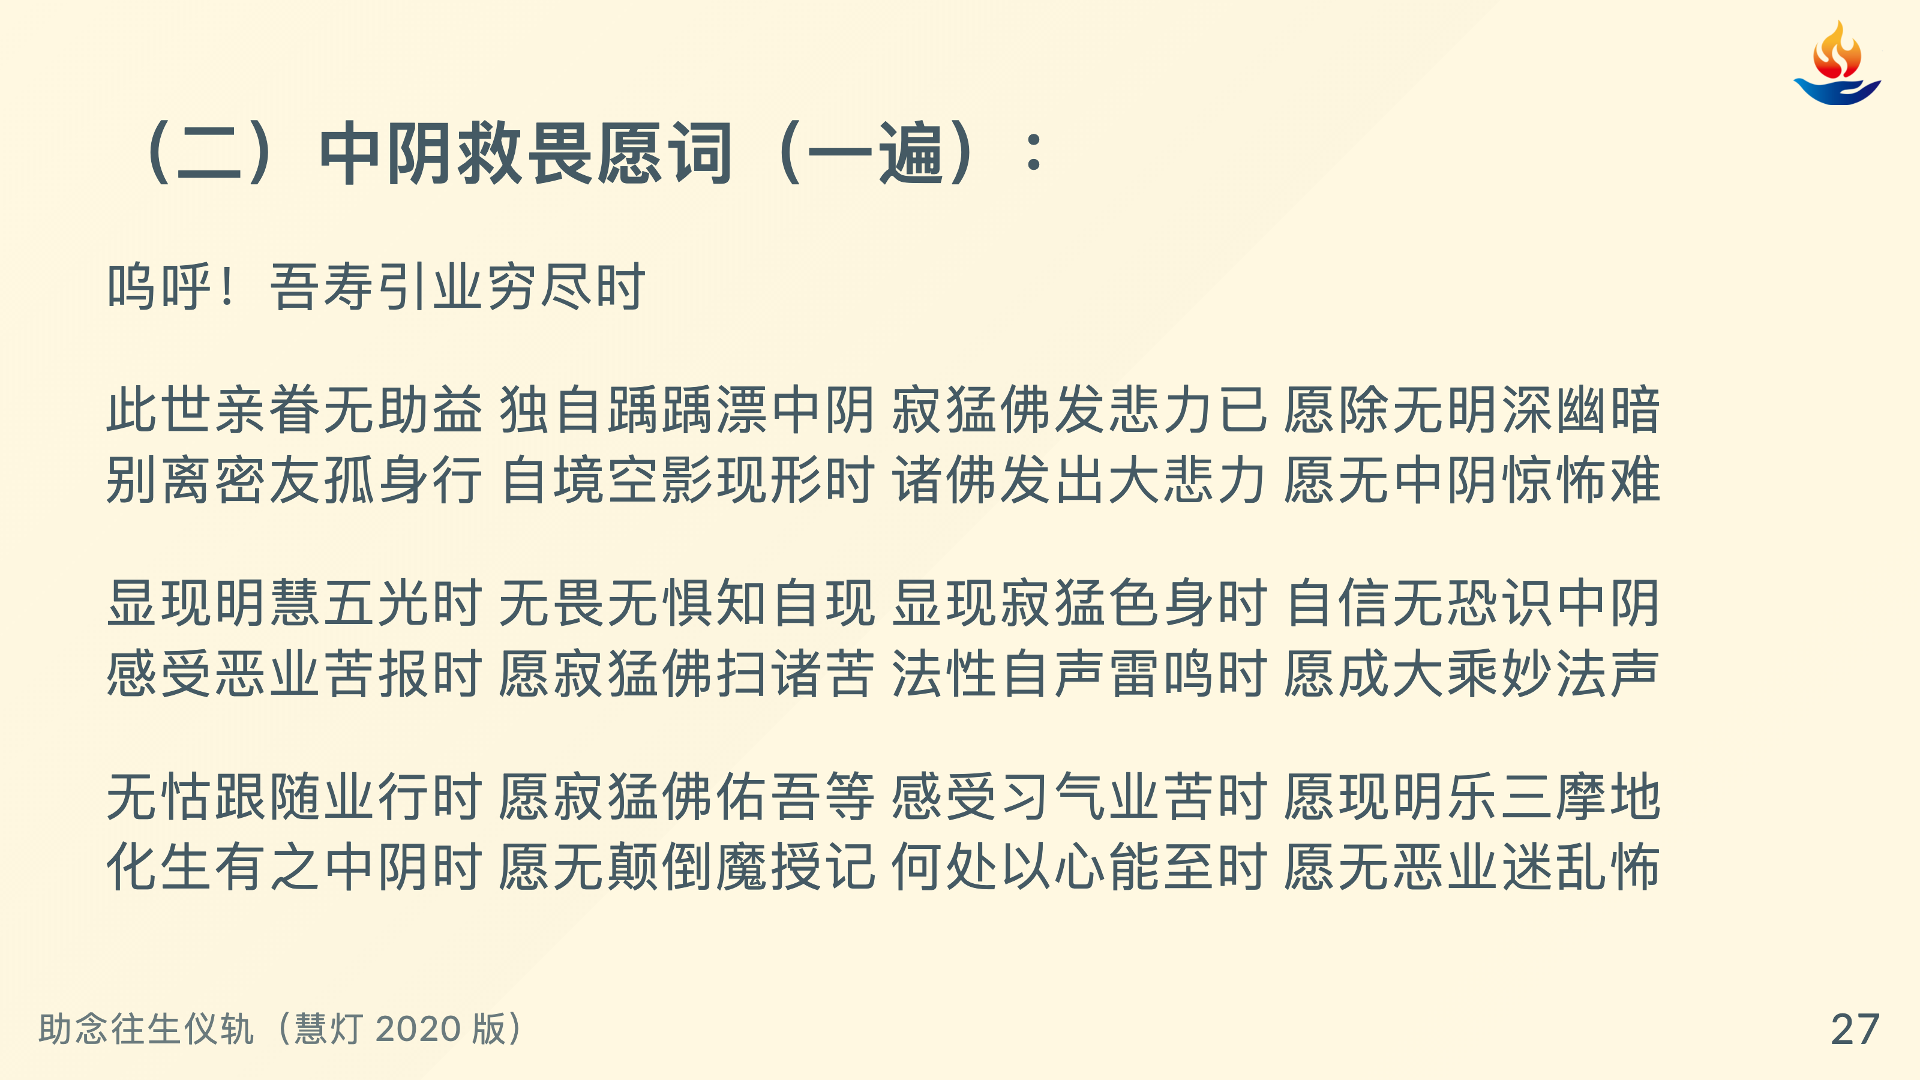 （二）中阴救畏愿词（一遍）：
呜呼！吾寿引业穷尽时
此世亲眷无助益 独自踽踽漂中阴 寂猛佛发悲力已 愿除无明深幽暗
别离密友孤身行 自境空影现形时 诸佛发出大悲力 愿无中阴惊怖难
显现明慧五光时 无畏无惧知自现 显现寂猛色身时 自信无恐识中阴
感受恶业苦报时 愿寂猛佛扫诸苦 法性自声雷鸣时 愿成大乘妙法声
无怙跟随业行时 愿寂猛佛佑吾等 感受习气业苦时 愿现明乐三摩地
化生有之中阴时 愿无颠倒魔授记 何处以心能至时 愿无恶业迷乱怖
助念往生仪轨（慧灯 2020 版）
27